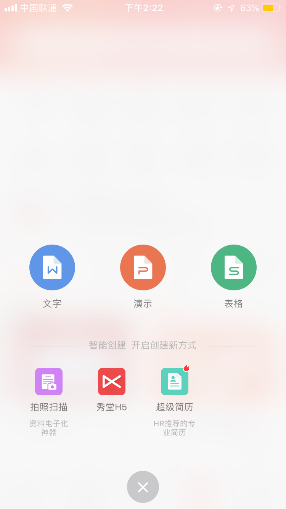 中国联通 下午2:22 63%
文字 演示 表格
智能创建 开启创建新方式
拍照扫描 秀堂H5 超级简历
资料电子化 HR推荐的专
神器 业简历